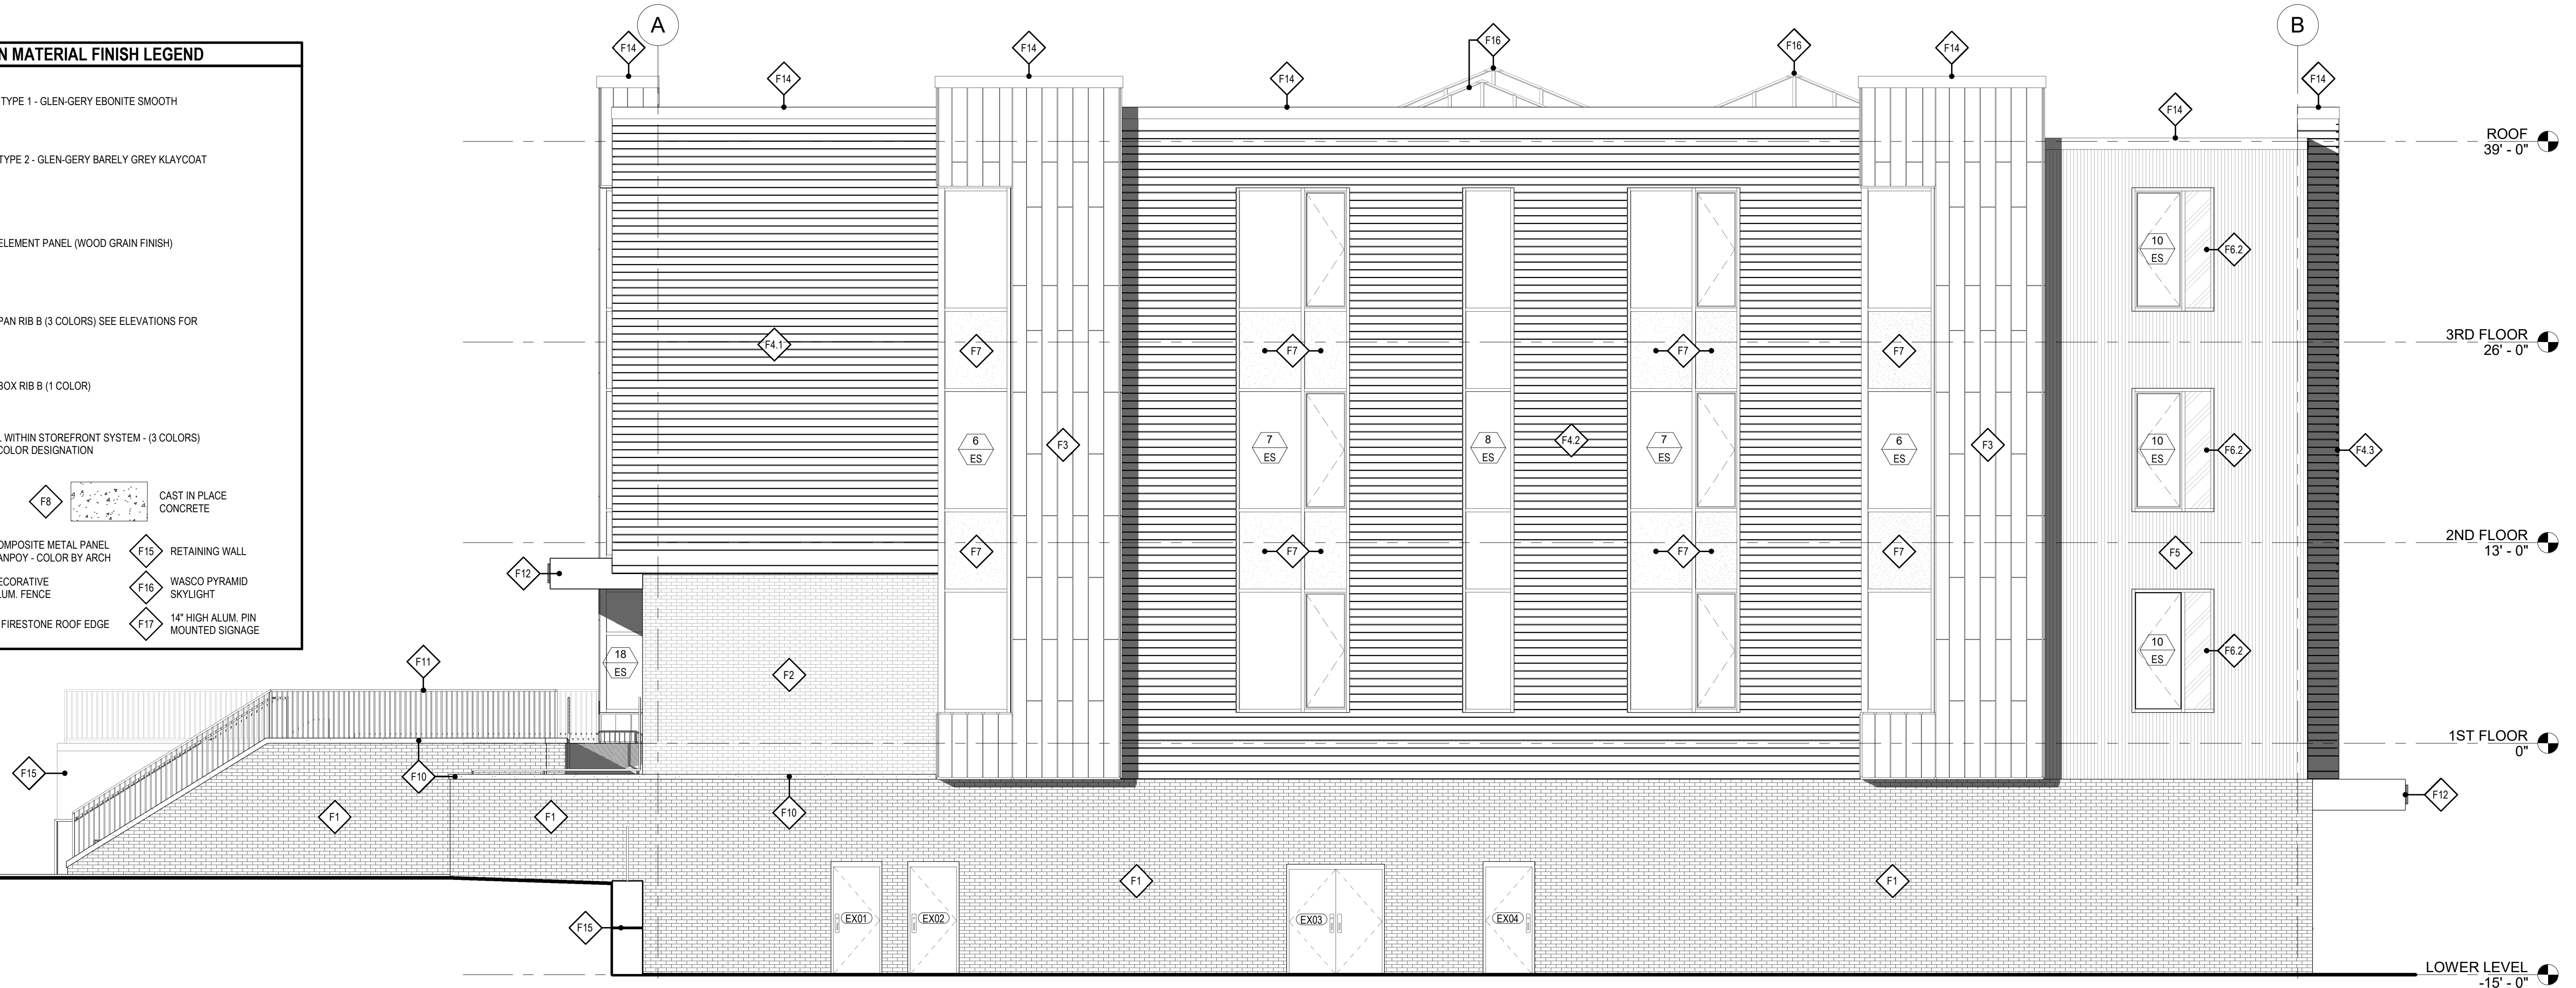 N MATERIAL FINISH LEGEND
TYPE 1 - GLEN-GERY EBONITE SMOOTH
TYPE 2 - GLEN-GERY BARELY GREY KLAYCOAT
ELEMENT PANEL (WOOD GRAIN FINISH)
PAN RIB B (3 COLORS) SEE ELEVATIONS FOR
BOX RIB B (1 COLOR)
WITHIN STOREFRONT SYSTEM - (3 COLORS)
COLOR DESIGNATION
F8
CAST IN PLACE
CONCRETE
OMPOSITE METAL PANEL
ANPOY - COLOR BY ARCH
F15
RETAINING WALL
ECORATIVE
LUM. FENCE
F16
WASCO PYRAMID
SKYLIGHT
FIRESTONE ROOF EDGE
F17
14" HIGH ALUM. PIN
MOUNTED SIGNAGE
A
B
F14
F14
F14
F14
F16
F16
F14
F14
F14
ROOF
39' - 0"
10
ES
F6.2
F4.1
F7
F7
F7
F7
3RD FLOOR
26' - 0"
6
ES
F3
7
ES
8
ES
F4.2
7
ES
6
ES
F3
10
ES
F6.2
F4.3
F12
F7
F7
F7
F7
F5
2ND FLOOR
13' - 0"
F11
18
ES
F2
10
ES
F6.2
1ST FLOOR
0"
F15
F10
F1
F1
F10
F12
F1
F1
F15
EX01
EX02
EX03
EX04
LOWER LEVEL
-15' - 0"